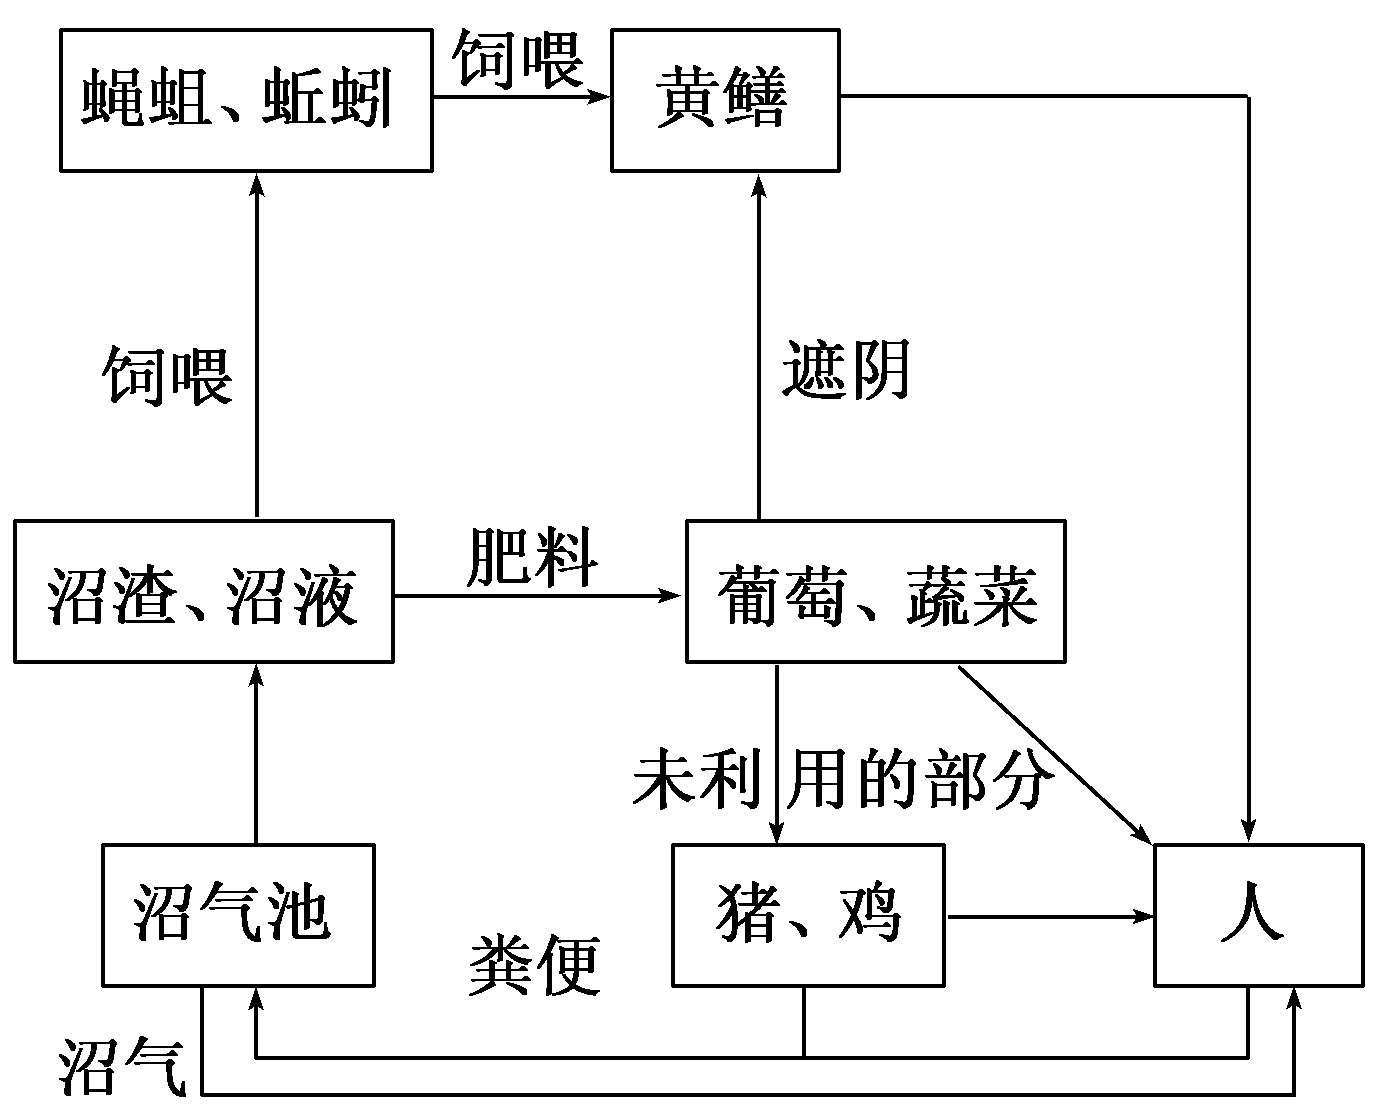 饲喂
蝇蛆、蚯蚓
黄鳝
饲喂
遮阴
肥料
沼渣、沼液
葡萄、蔬菜
未利用的部分
沼气池
猪、鸡
人
粪便
沼气